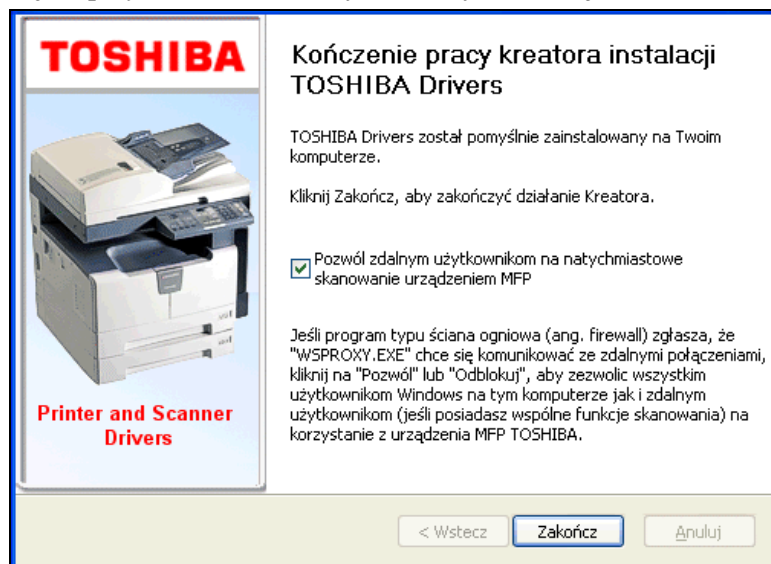 TOSHIBA
Printer and Scanner
Drivers
Kończenie pracy kreatora instalacji
TOSHIBA Drivers
TOSHIBA Drivers został pomyślnie zainstalowany na Twoim
komputerze.
Kliknij Zakończ, aby zakończyć działanie Kreatora.
Pozwól zdalnym użytkownikom na natychmiastowe
skanowanie urządzeniem MFP
Jeśli program typu ściana ogniowa (ang. firewall) zgłasza, że
"WSPROXY.EXE" chce się komunikować ze zdalnymi połączeniami,
kliknij na "Pozwól" lub "Odblokuj", aby zezwolic wszystkim
użytkownikom Windows na tym komputerze jak i zdalnym
użytkownikom (jeśli posiadasz wspólne funkcje skanowania) na
korzystanie z urządzenia MFP TOSHIBA.
< Wstecz
Zakończ
Anuluj